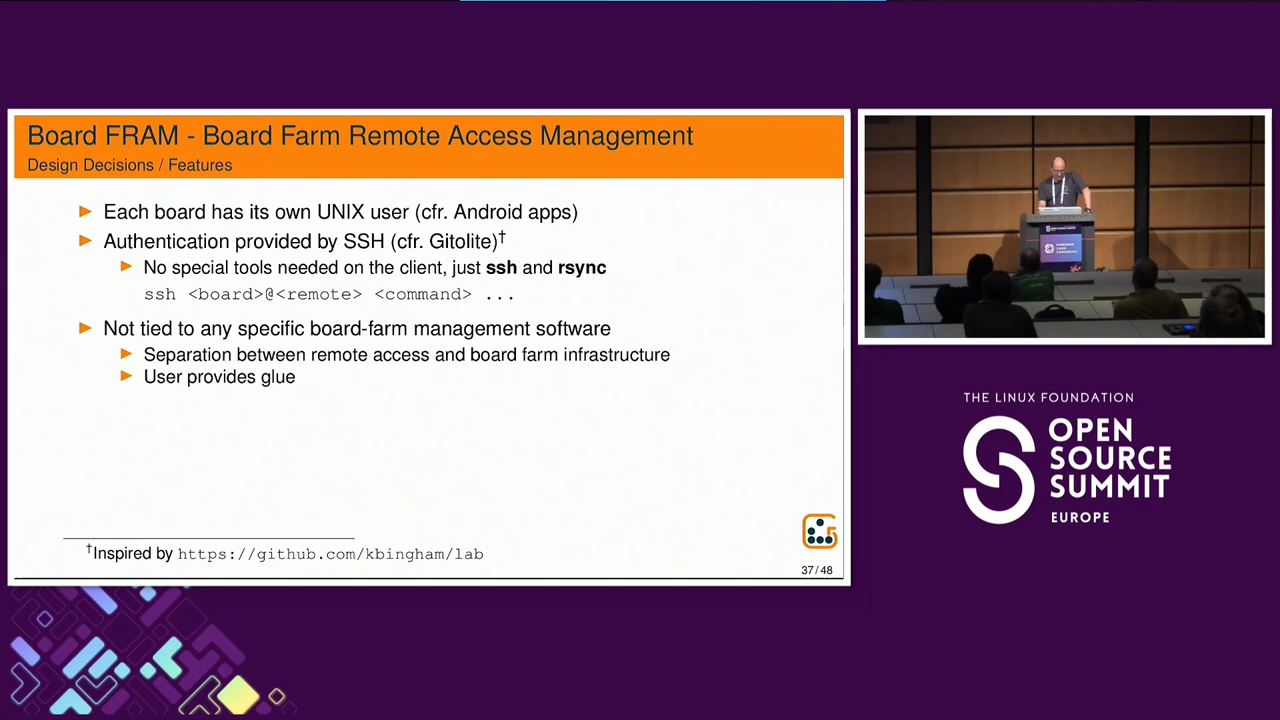 Board FRAM - Board Farm Remote Access Management
Design Decisions / Features
Each board has its own UNIX user (cfr. Android apps)
Authentication provided by SSH (cfr. Gitolite)†
No special tools needed on the client, just ssh and rsync
ssh <board>@<remote> <command> ...
Not tied to any specific board-farm management software
Separation between remote access and board farm infrastructure
User provides glue
†Inspired by https://github.com/kbingham/lab
37/48
THE LINUX FOUNDATION
OPEN
SOURCE
SUMMIT
EUROPE